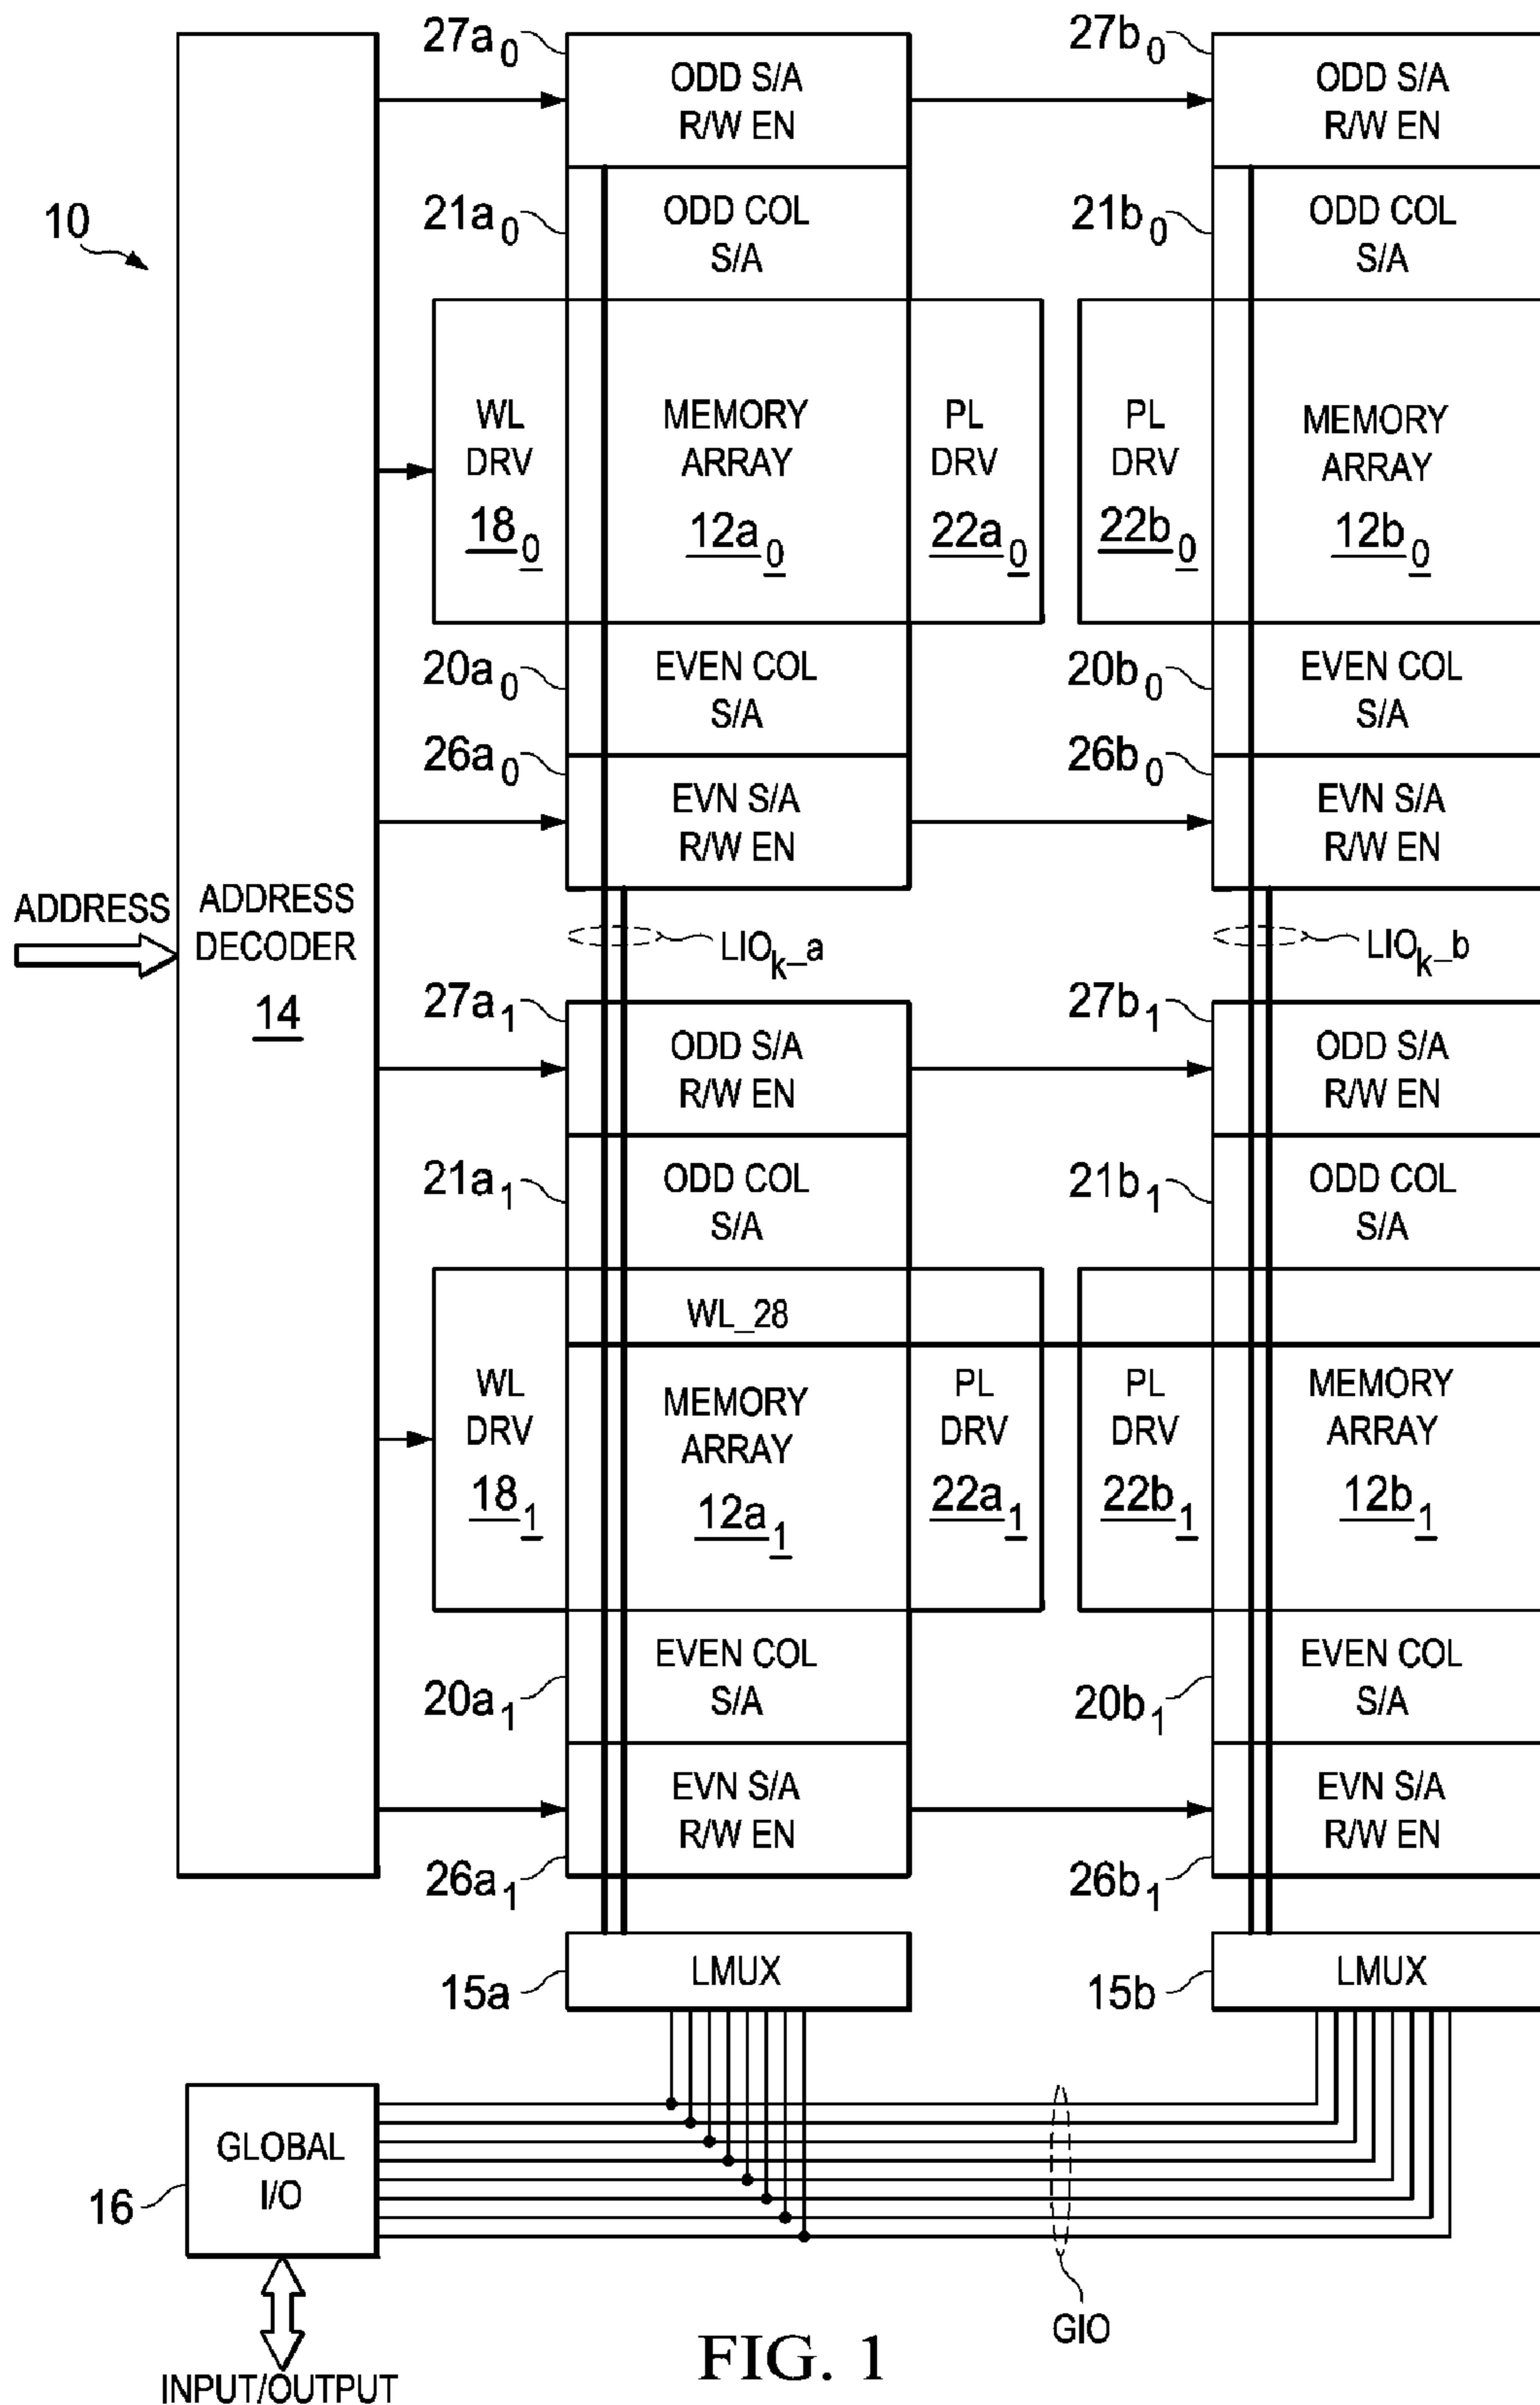 27a0
27b0
ODD S/A
R/W EN
ODD S/A
R/W EN
10
21a0
ODD COL
S/A
21b0
ODD COL
S/A
WL
DRV
180
MEMORY
ARRAY
12a0
PL
DRV
22a0
PL
DRV
22b0
MEMORY
ARRAY
12b0
20a0
EVEN COL
S/A
20b0
EVEN COL
S/A
26a0
EVN S/A
R/W EN
26b0
EVN S/A
R/W EN
ADDRESS
ADDRESS
DECODER
14
LIOk_a
LIOk_b
27a1
ODD S/A
R/W EN
27b1
ODD S/A
R/W EN
21a1
ODD COL
S/A
21b1
ODD COL
S/A
WL_28
WL
DRV
181
MEMORY
ARRAY
12a1
PL
DRV
22a1
PL
DRV
22b1
MEMORY
ARRAY
12b1
20a1
EVEN COL
S/A
20b1
EVEN COL
S/A
26a1
EVN S/A
R/W EN
26b1
EVN S/A
R/W EN
15a
LMUX
15b
LMUX
16
GLOBAL
I/O
GIO
INPUT/OUTPUT
FIG. 1